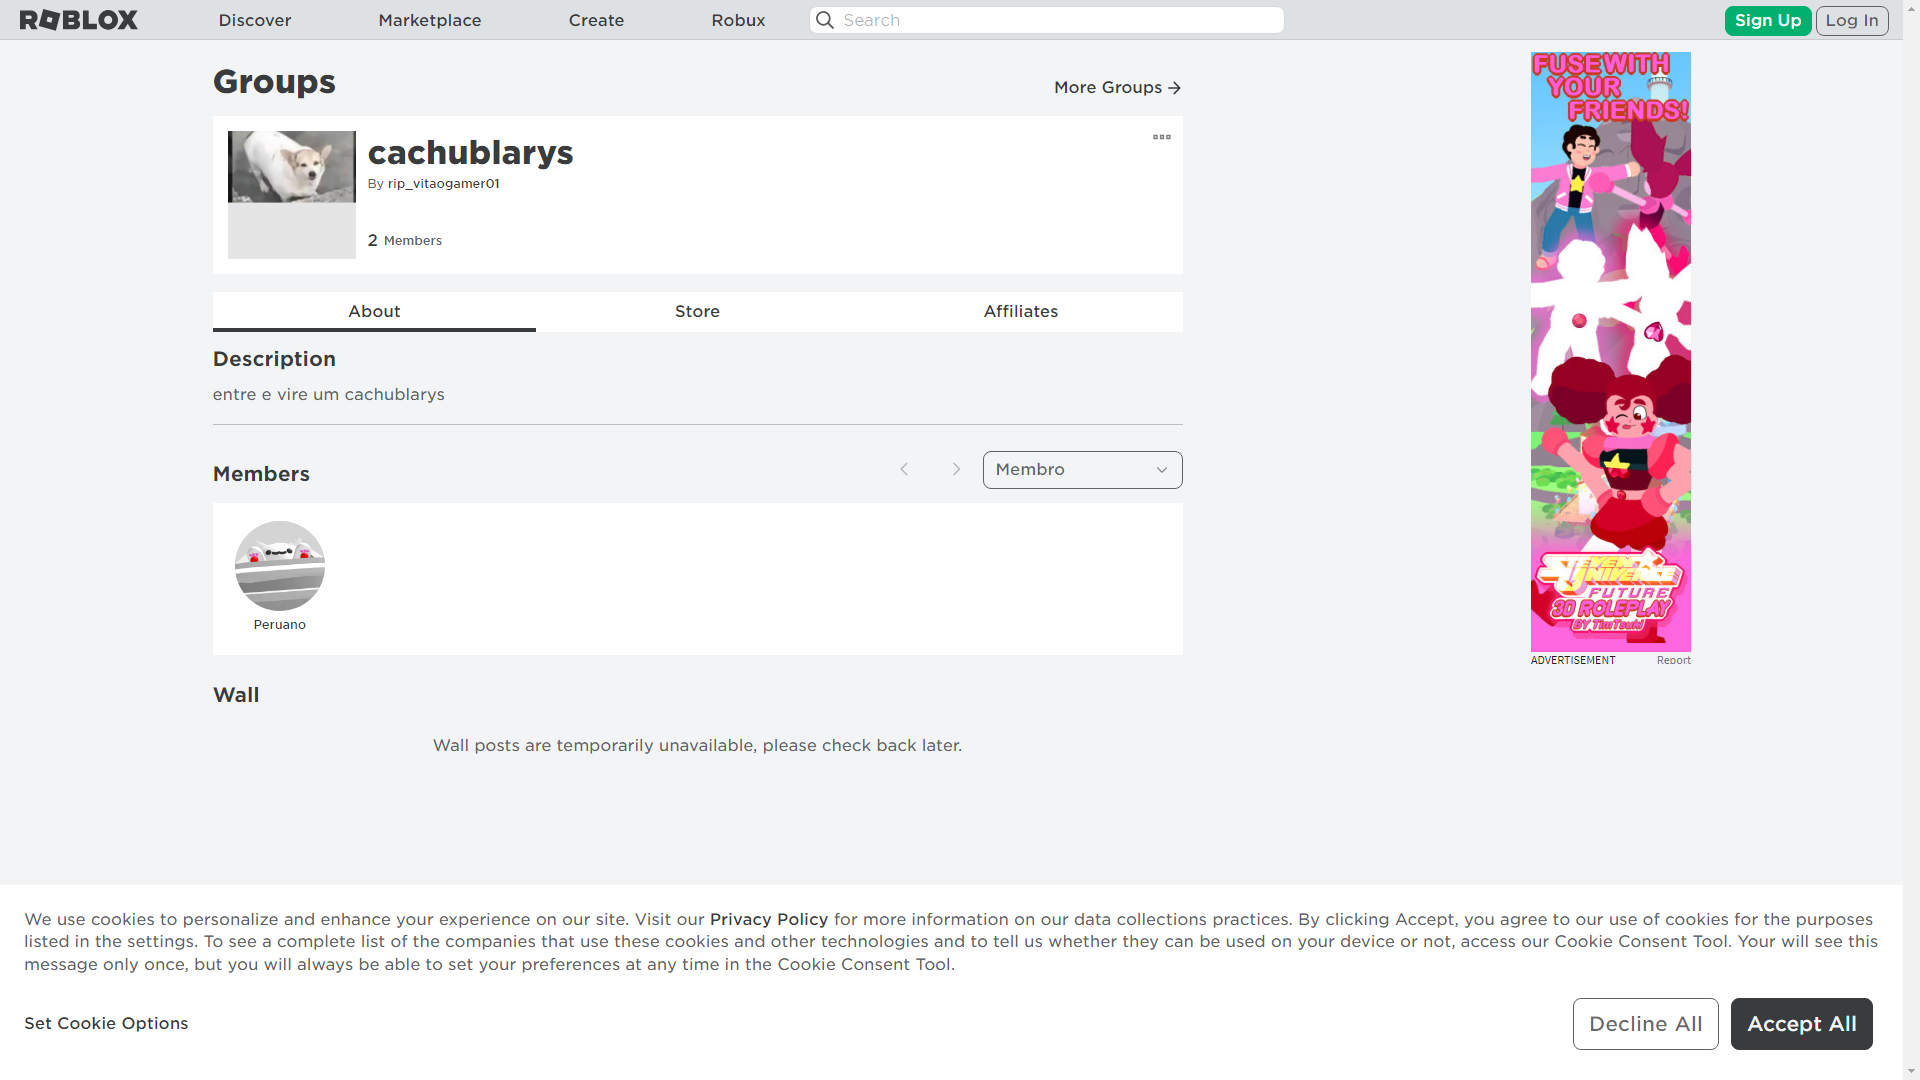 ROBLOX
Discover
Marketplace
Create
Robux
Search
Sign Up
Log In
Groups
More Groups
cachublarys
By rip_vitaogamer01
2 Members
About
Store
Affiliates
Description
entre e vire um cachublarys
Members
Membro
Peruano
Wall
Wall posts are temporarily unavailable, please check back later.
FUSE WITH
YOUR
FRIENDS!
STEVEN
UNIVERSE
FUTURE
3D ROLEPLAY
BY TimTsuki
ADVERTISEMENT
Report
We use cookies to personalize and enhance your experience on our site. Visit our Privacy Policy for more information on our data collections practices. By clicking Accept, you agree to our use of cookies for the purposes
listed in the settings. To see a complete list of the companies that use these cookies and other technologies and to tell us whether they can be used on your device or not, access our Cookie Consent Tool. Your will see this
message only once, but you will always be able to set your preferences at any time in the Cookie Consent Tool.
Set Cookie Options
Decline All
Accept All